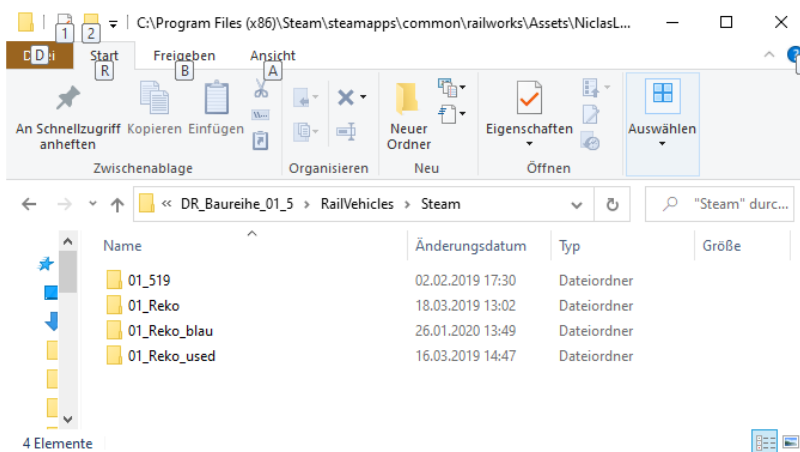 C:\Program Files (x86)\Steam\steamapps\common\railworks\Assets\NiclasL...
1 2
Start Freigeben Ansicht
D R B A
An Schnellzugriff anheften
Kopieren Einfügen
Neuer Ordner
Eigenschaften
Auswählen
Zwischenablage Organisieren Neu Öffnen
« DR_Baureihe_01_5 > RailVehicles > Steam
"Steam" durc...
Name Änderungsdatum Typ Größe
01_519 02.02.2019 17:30 Dateiordner
01_Reko 18.03.2019 13:02 Dateiordner
01_Reko_blau 26.01.2020 13:49 Dateiordner
01_Reko_used 16.03.2019 14:47 Dateiordner
4 Elemente